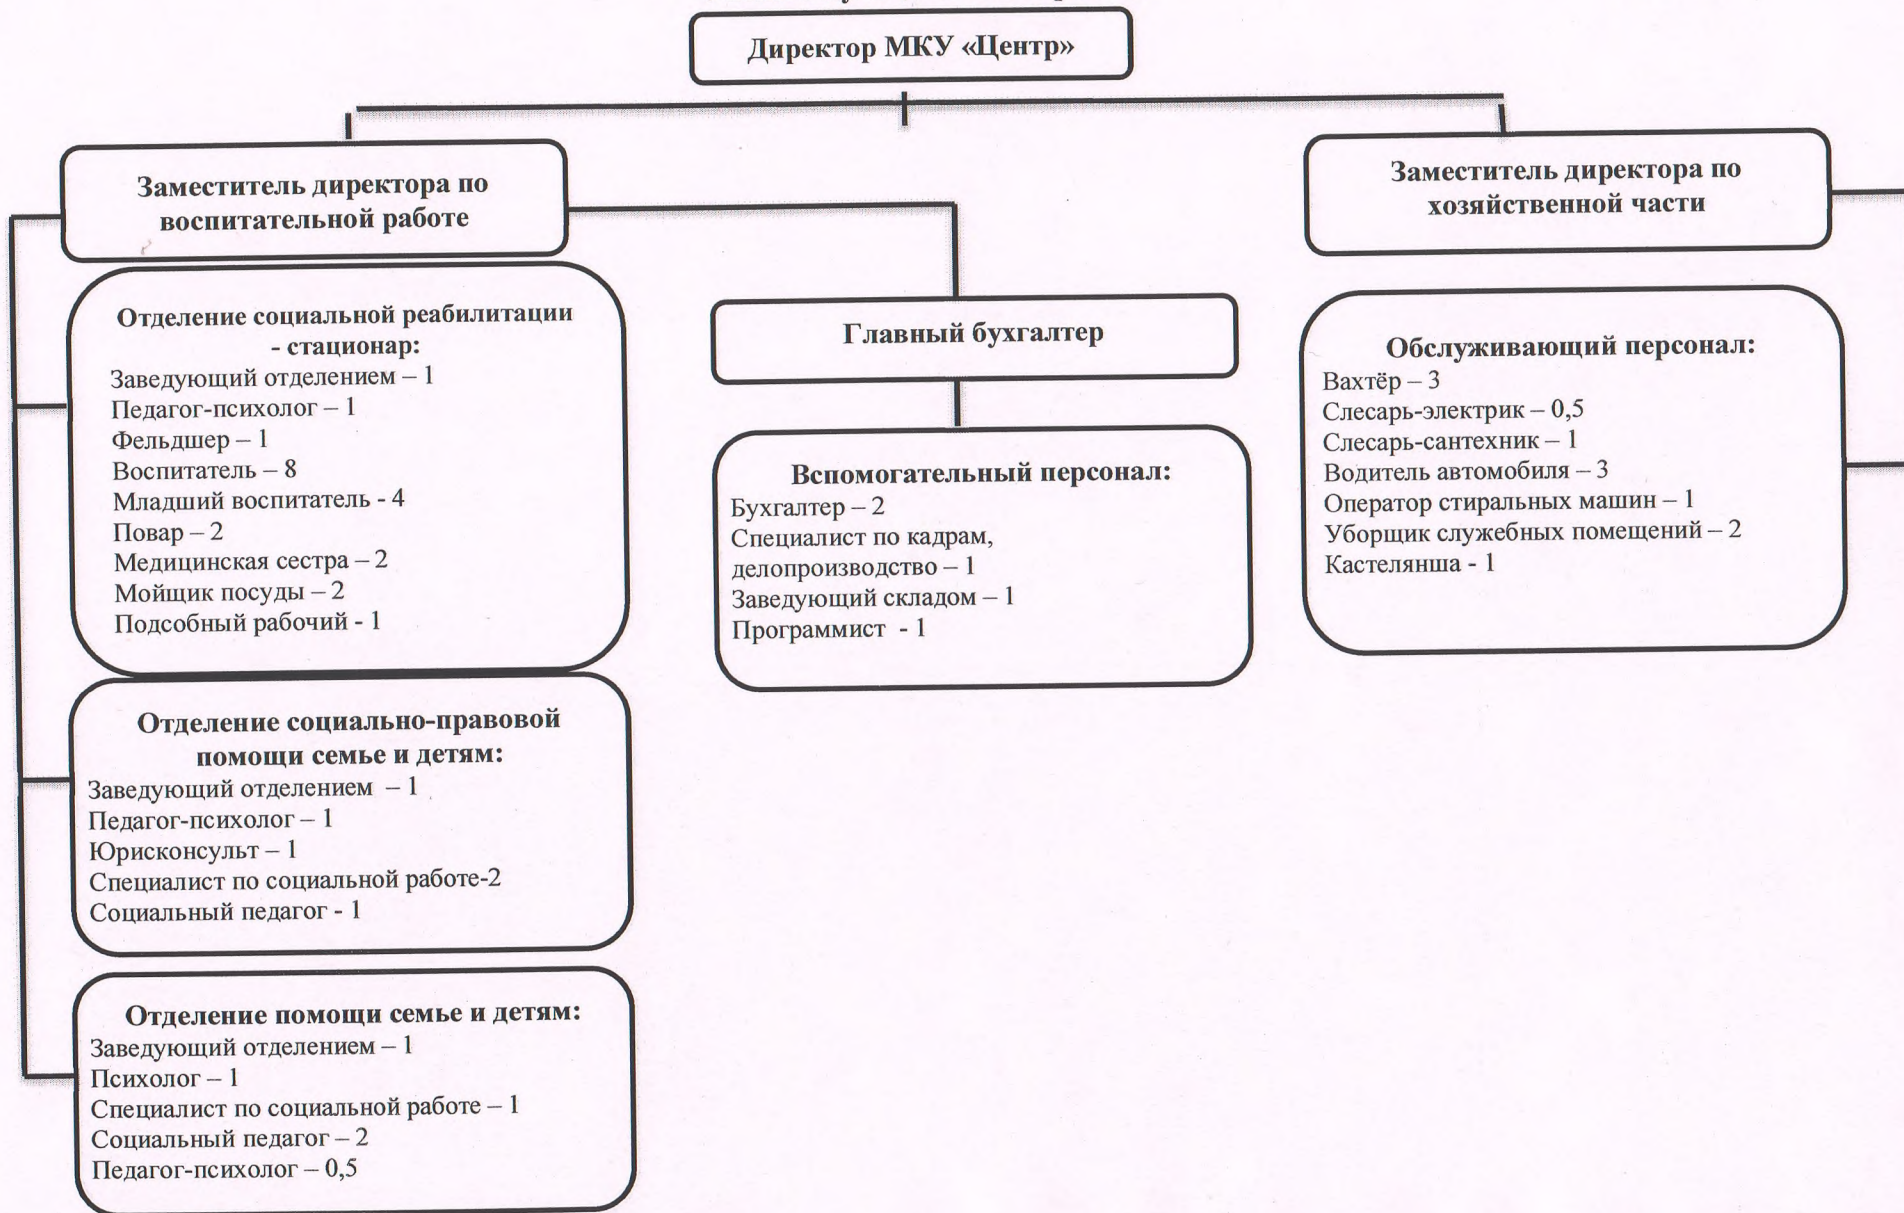 Директор МКУ «Центр»
Заместитель директора по
воспитательной работе
Заместитель директора по
хозяйственной части
Отделение социальной реабилитации
- стационар:
Заведующий отделением – 1
Педагог-психолог – 1
Фельдшер – 1
Воспитатель – 8
Младший воспитатель - 4
Повар – 2
Медицинская сестра – 2
Мойщик посуды – 2
Подсобный рабочий - 1
Главный бухгалтер
Вспомогательный персонал:
Бухгалтер – 2
Специалист по кадрам,
делопроизводство – 1
Заведующий складом – 1
Программист - 1
Обслуживающий персонал:
Вахтёр – 3
Слесарь-электрик – 0,5
Слесарь-сантехник – 1
Водитель автомобиля – 3
Оператор стиральных машин – 1
Уборщик служебных помещений – 2
Кастелянша - 1
Отделение социально-правовой
помощи семье и детям:
Заведующий отделением – 1
Педагог-психолог – 1
Юрисконсульт – 1
Специалист по социальной работе-2
Социальный педагог - 1
Отделение помощи семье и детям:
Заведующий отделением – 1
Психолог – 1
Специалист по социальной работе – 1
Социальный педагог – 2
Педагог-психолог – 0,5